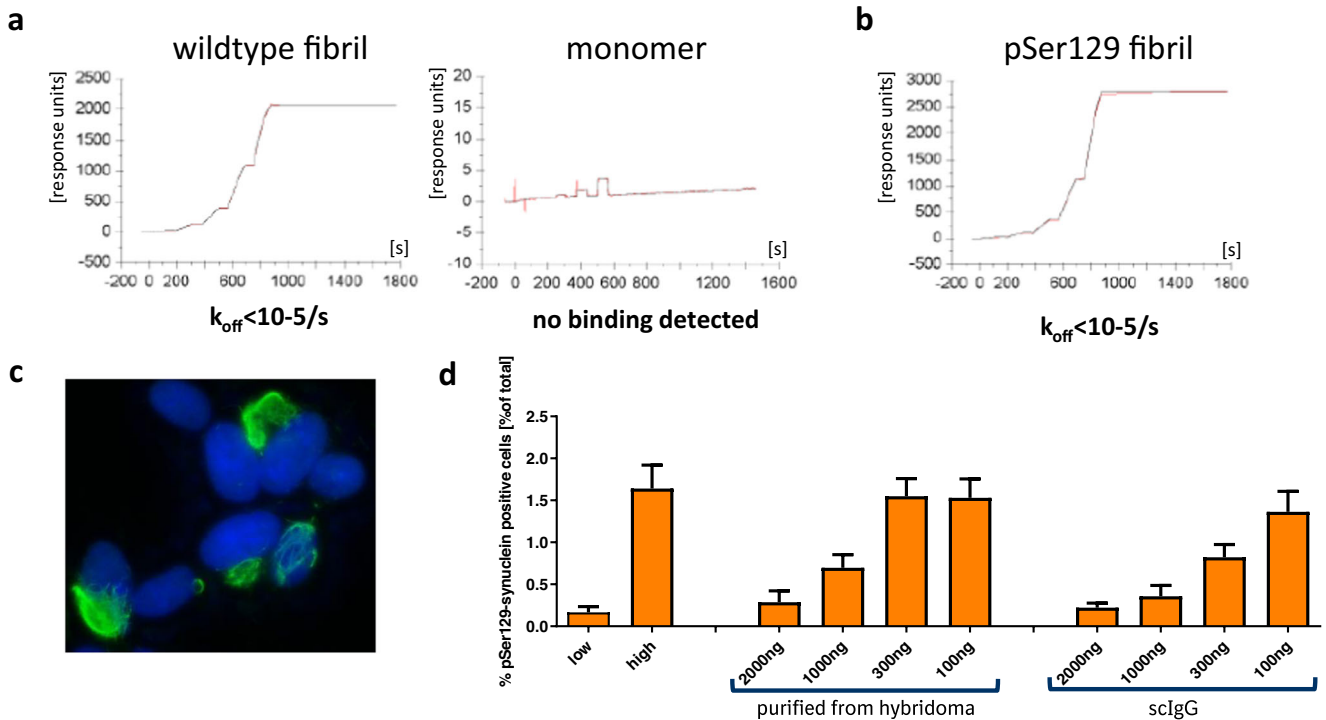 a
wildtype fibril
monomer
b
pSer129 fibril
[response units]
2500
2000
1500
1000
500
0
-500
[s]
-200 0 200 600 1000 1400 1800
k_off<10-5/s
[response units]
20
15
10
5
0
-5
-10
[s]
-200 0 200 400 600 800 1200 1600
no binding detected
[response units]
3000
2500
2000
1500
1000
500
0
-500
[s]
-200 0 200 600 1000 1400 1800
k_off<10-5/s
c
d
% pSer129-synuclein positive cells [%of total]
2.5
2.0
1.5
1.0
0.5
0.0
low high 2000ng 1000ng 300ng 100ng 2000ng 1000ng 300ng 100ng
purified from hybridoma scIgG